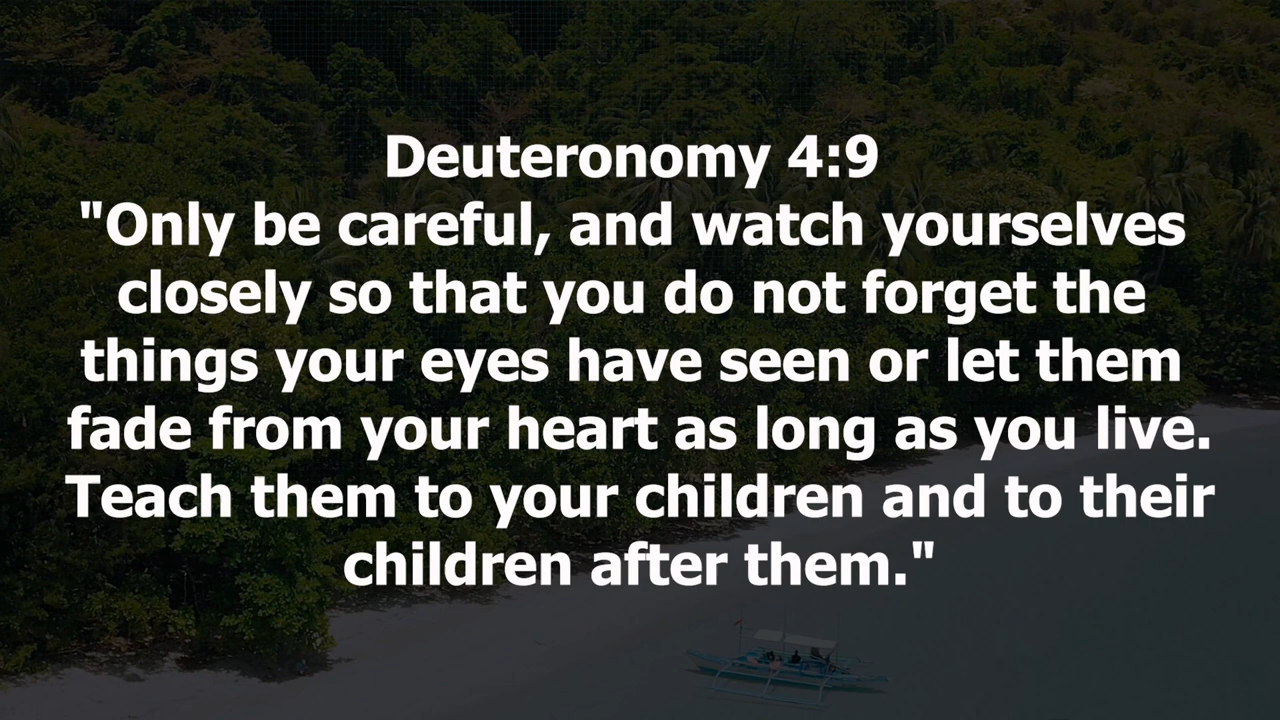 Deuteronomy 4:9
"Only be careful, and watch yourselves
closely so that you do not forget the
things your eyes have seen or let them
fade from your heart as long as you live.
Teach them to your children and to their
children after them."